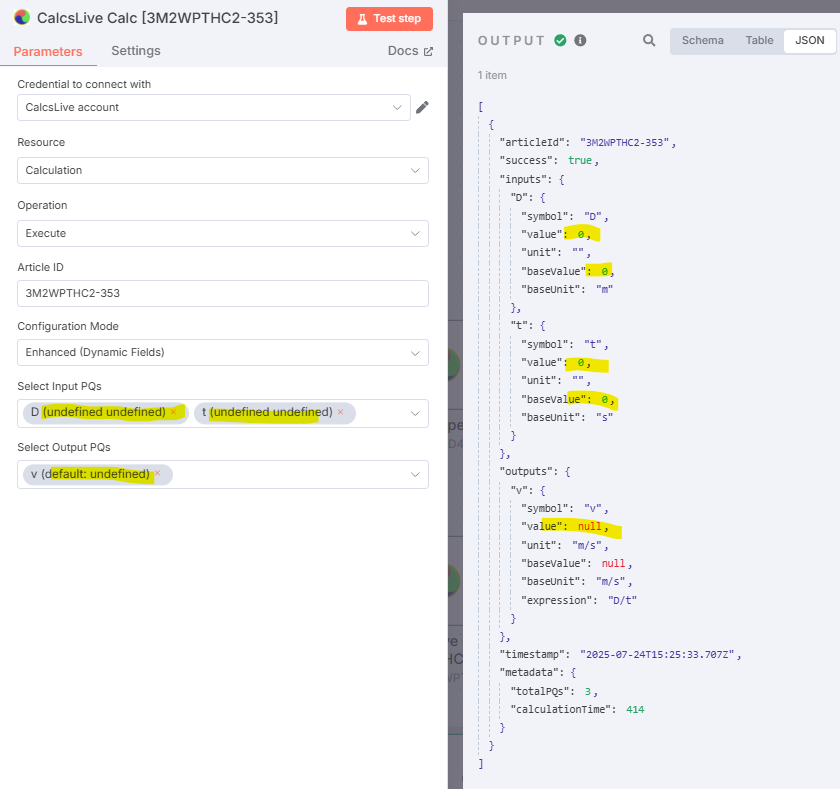 CalcsLive Calc [3M2WPTHC2-353]
Test step
Parameters
Settings
Docs
Credential to connect with
CalcsLive account
Resource
Calculation
Operation
Execute
Article ID
3M2WPTHC2-353
Configuration Mode
Enhanced (Dynamic Fields)
Select Input PQs
D (undefined undefined) ×
t (undefined undefined) ×
Select Output PQs
v (default: undefined) ×
OUTPUT
Schema
Table
JSON
1 item
[
{
"articleId": "3M2WPTHC2-353",
"success": true,
"inputs": {
"D": {
"symbol": "D",
"value": 0,
"unit": "",
"baseValue": 0,
"baseUnit": "m"
},
"t": {
"symbol": "t",
"value": 0,
"unit": "",
"baseValue": 0,
"baseUnit": "s"
}
},
"outputs": {
"v": {
"symbol": "v",
"value": null,
"unit": "m/s",
"baseValue": null,
"baseUnit": "m/s",
"expression": "D/t"
}
},
"timestamp": "2025-07-24T15:25:33.707Z",
"metadata": {
"totalPQs": 3,
"calculationTime": 414
}
}
]